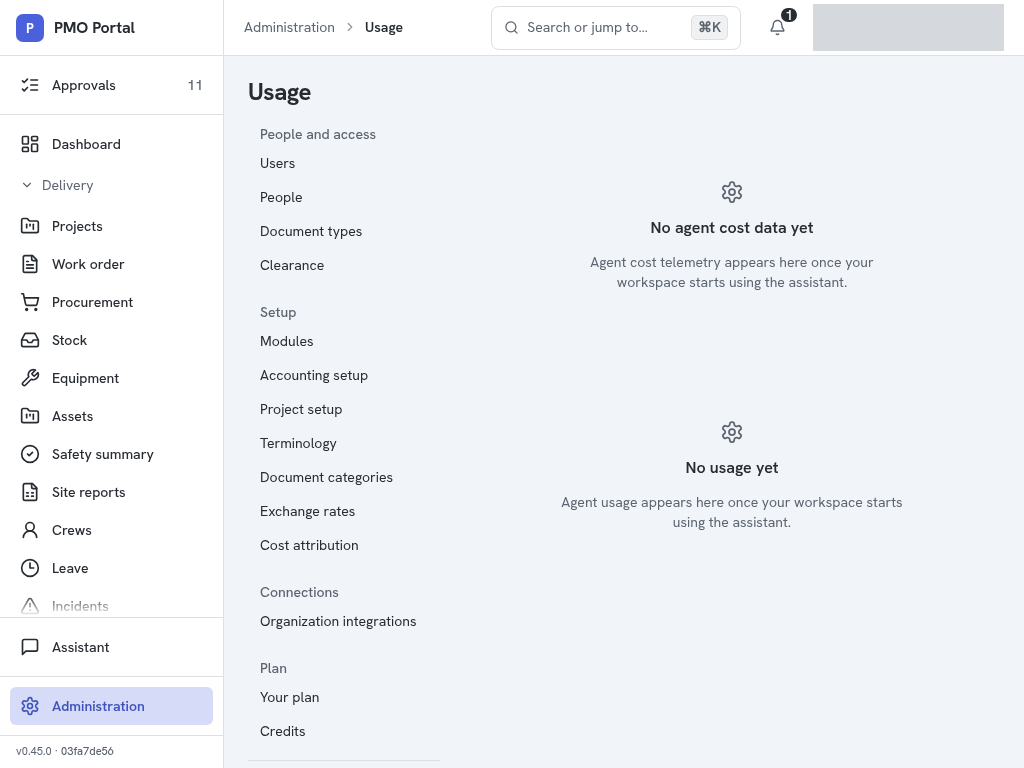 P PMO Portal
Administration > Usage
Search or jump to...
⌘K
1
Approvals 11
Dashboard
Delivery
Projects
Work order
Procurement
Stock
Equipment
Assets
Safety summary
Site reports
Crews
Leave
Incidents
Assistant
Administration
v0.45.0 · 03fa7de56
Usage
People and access
Users
People
Document types
Clearance
Setup
Modules
Accounting setup
Project setup
Terminology
Document categories
Exchange rates
Cost attribution
Connections
Organization integrations
Plan
Your plan
Credits
No agent cost data yet
Agent cost telemetry appears here once your
workspace starts using the assistant.
No usage yet
Agent usage appears here once your workspace starts
using the assistant.